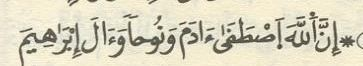 * إِنَّ ٱللَّهَ ٱصْطَفَىٰٓ ءَادَمَ وَنُوحًا وَءَالَ إِبْرَٰهِيمَ